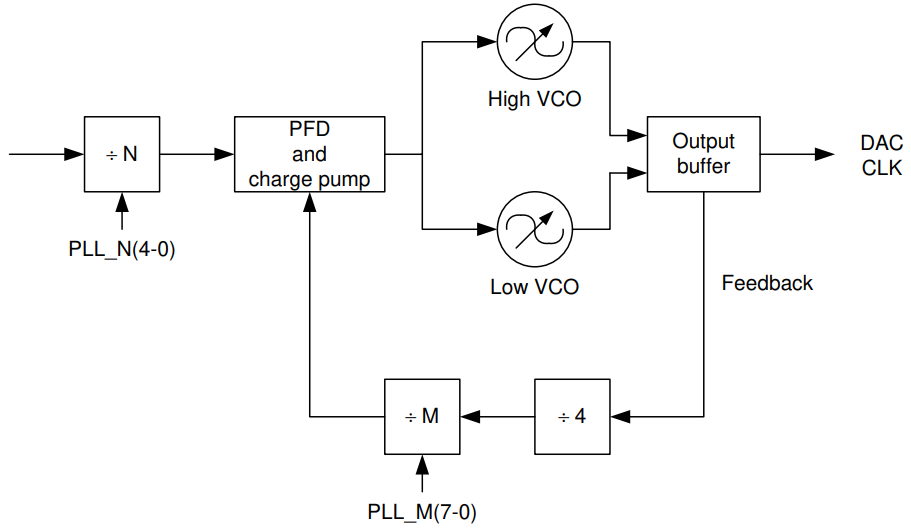 High VCO
÷ N
PFD
and
charge pump
Output
buffer
DAC
CLK
PLL_N(4-0)
Low VCO
Feedback
÷ M
÷ 4
PLL_M(7-0)